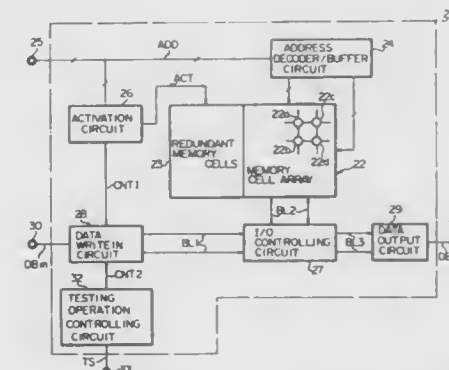 25
ADD
ADDRESS
DECODER/BUFFER
CIRCUIT
24
26
ACT
ACTIVATION
CIRCUIT
22a
22c
22b
22d
REDUNDANT
MEMORY
CELLS
23
MEMORY
CELL ARRAY
22
CNT1
BL2
30
28
29
DATA
WRITE IN
CIRCUIT
BL1
I/O
CONTROLLING
CIRCUIT
BL3
DATA
OUTPUT
CIRCUIT
DBin
27
CNT2
32
TESTING
OPERATION
CONTROLLING
CIRCUIT
TS